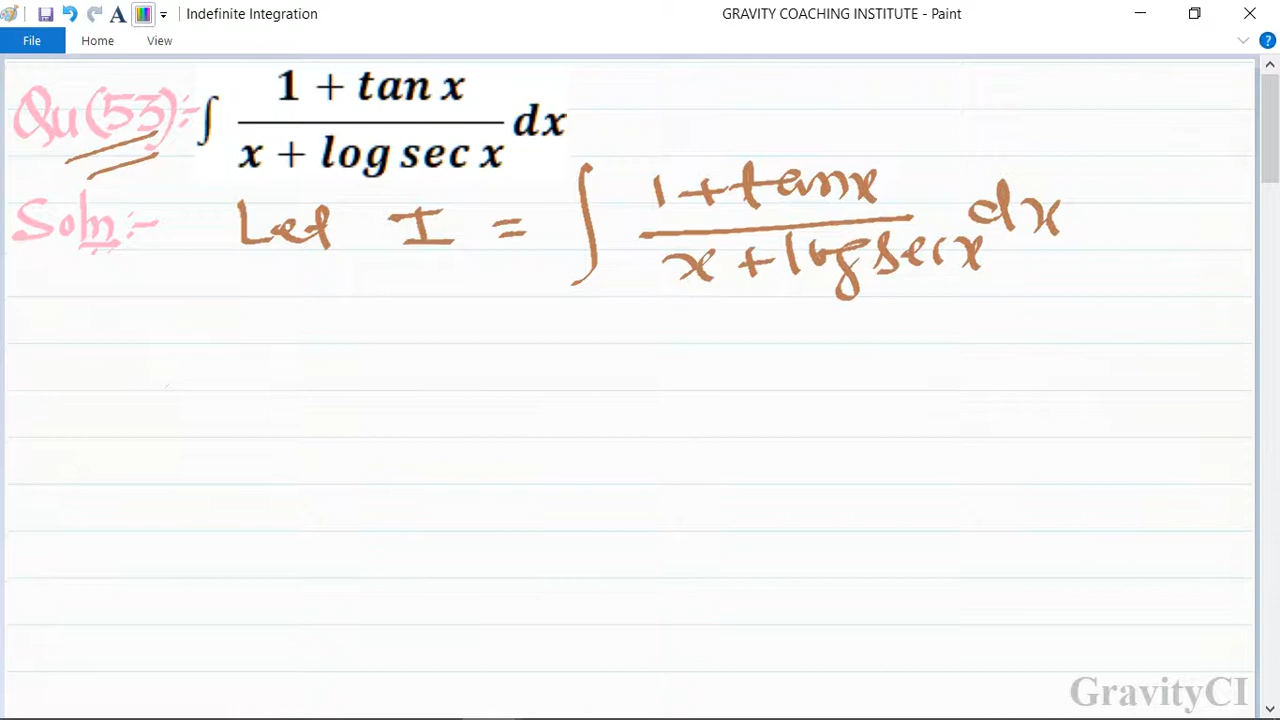 Indefinite Integration GRAVITY COACHING INSTITUTE - Paint
File Home View
Qu(53):- ∫ (1 + tan x)/(x + log sec x) dx
Soln:- Let I = ∫ (1+tanx)/(x+logsecx) dx
GravityCI